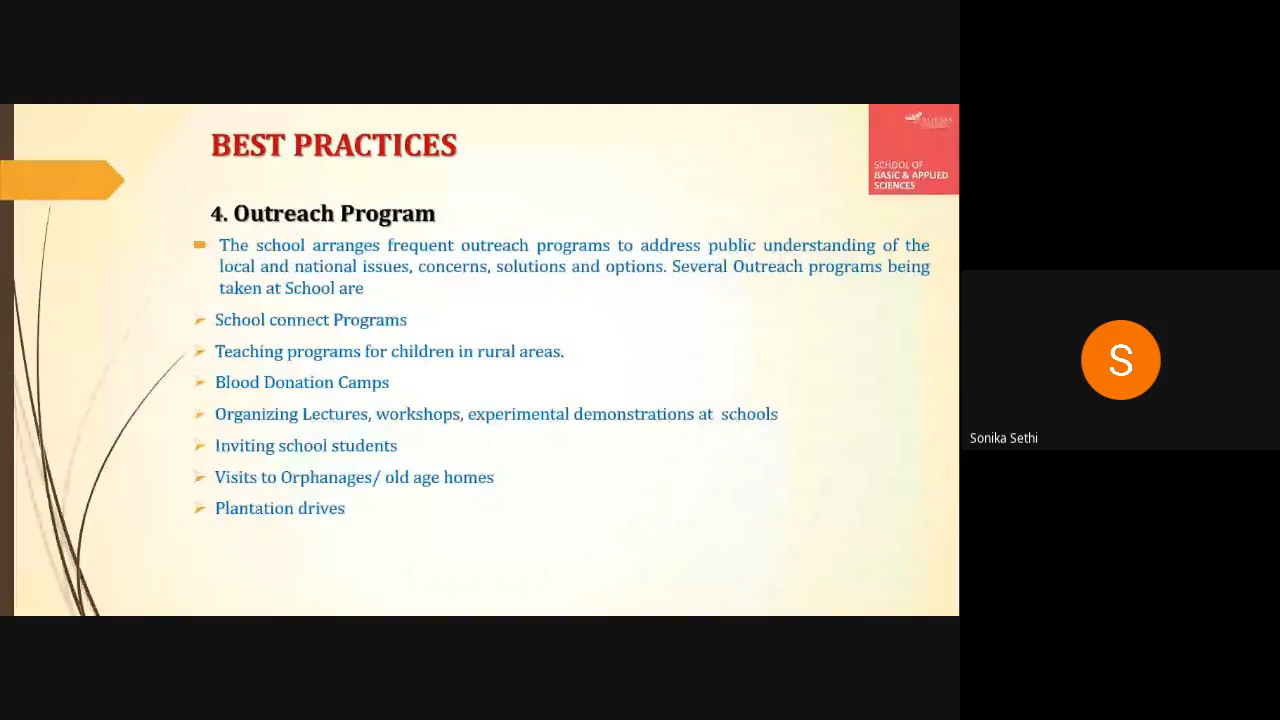 BEST PRACTICES
SCHOOL OF
BASIC & APPLIED
SCIENCES
4. Outreach Program
The school arranges frequent outreach programs to address public understanding of the
local and national issues, concerns, solutions and options. Several Outreach programs being
taken at School are
School connect Programs
Teaching programs for children in rural areas.
Blood Donation Camps
Organizing Lectures, workshops, experimental demonstrations at schools
Inviting school students
Visits to Orphanages/ old age homes
Plantation drives
S
Sonika Sethi